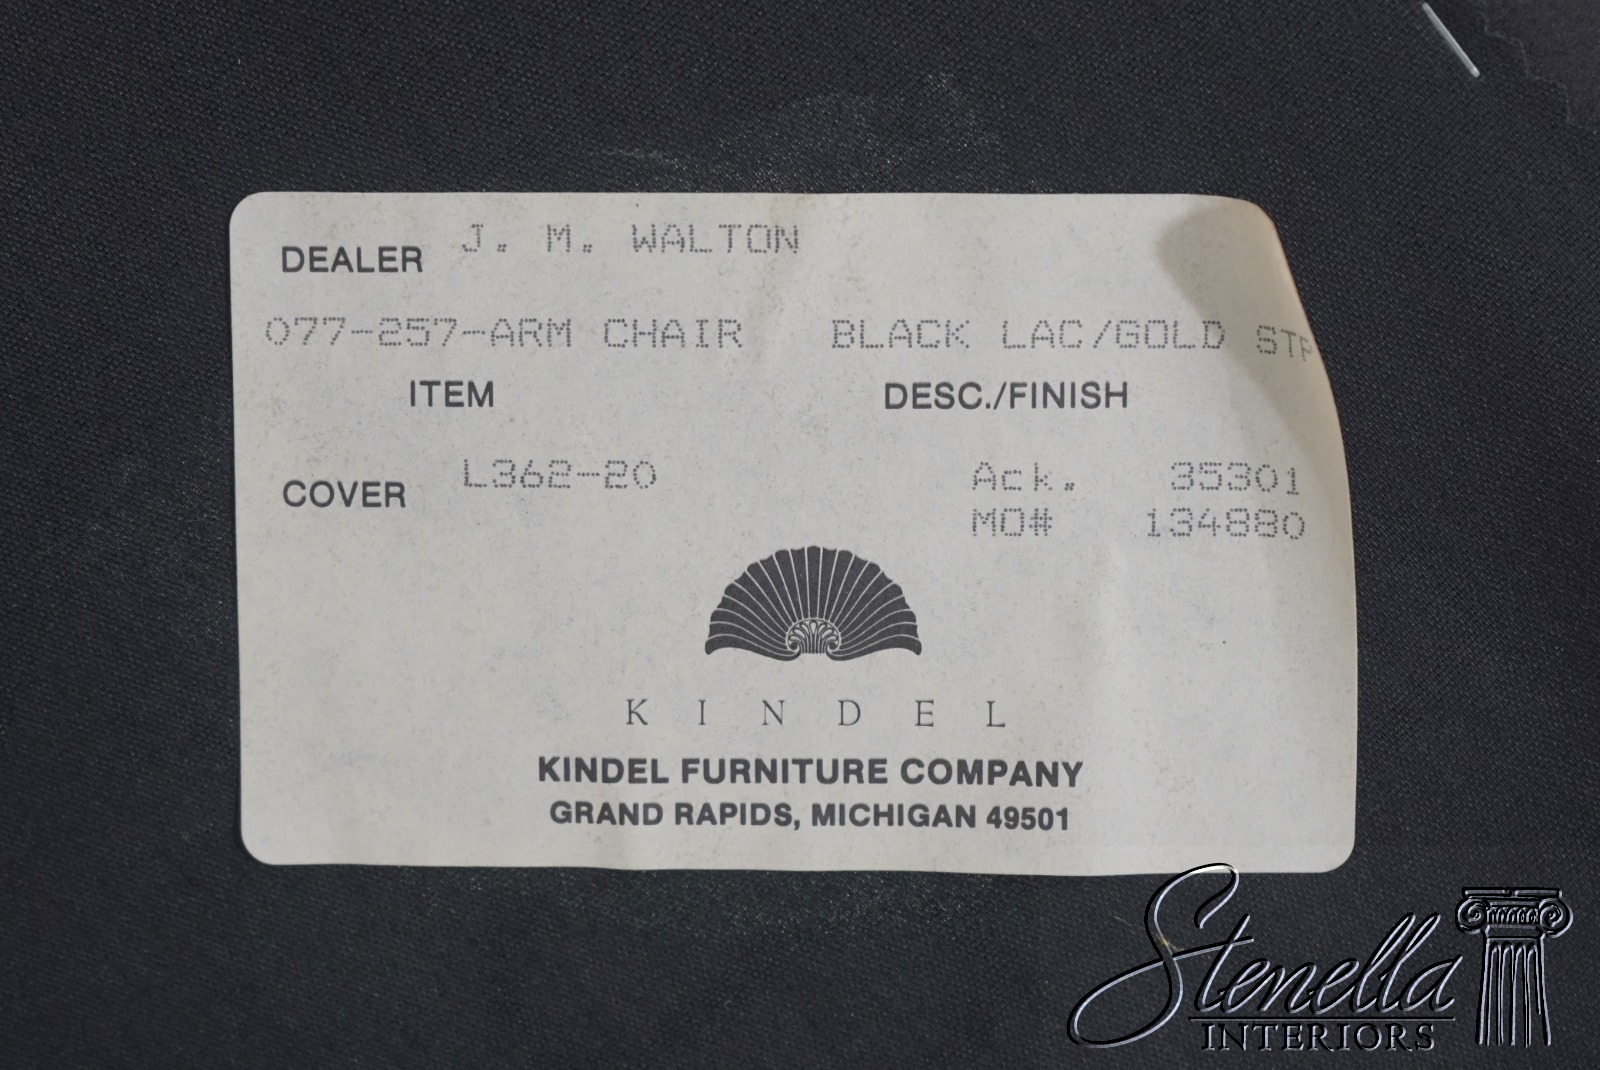 DEALER J. M. WALTON
077-257-ARM CHAIR BLACK LAC/GOLD
ITEM DESC./FINISH
COVER L362-20 Ack. 35301
MO# 134880
KINDEL
KINDEL FURNITURE COMPANY
GRAND RAPIDS, MICHIGAN 49501
Stenella
INTERIORS